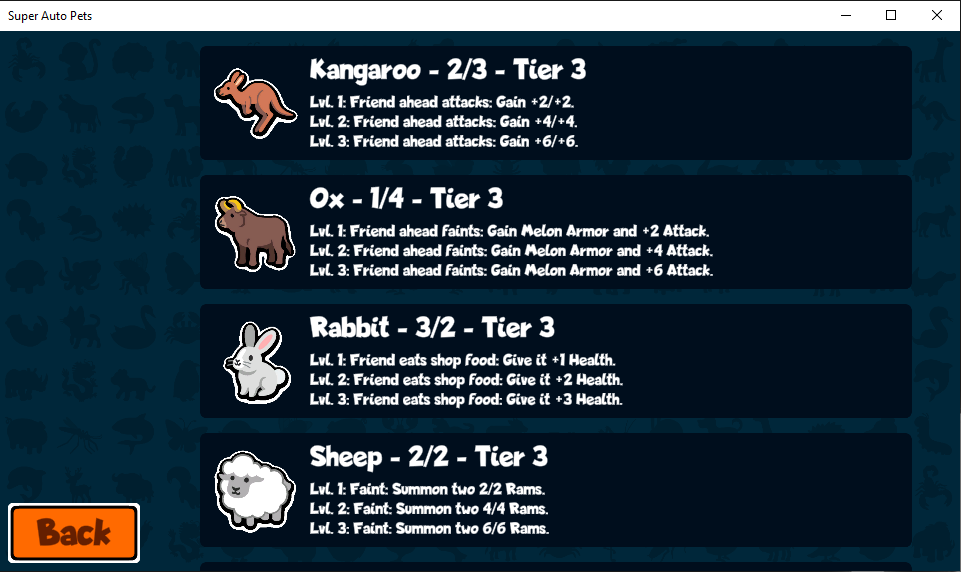 Super Auto Pets
Kangaroo - 2/3 - Tier 3
Lvl. 1: Friend ahead attacks: Gain +2/+2.
Lvl. 2: Friend ahead attacks: Gain +4/+4.
Lvl. 3: Friend ahead attacks: Gain +6/+6.
Ox - 1/4 - Tier 3
Lvl. 1: Friend ahead faints: Gain Melon Armor and +2 Attack.
Lvl. 2: Friend ahead faints: Gain Melon Armor and +4 Attack.
Lvl. 3: Friend ahead faints: Gain Melon Armor and +6 Attack.
Rabbit - 3/2 - Tier 3
Lvl. 1: Friend eats shop food: Give it +1 Health.
Lvl. 2: Friend eats shop food: Give it +2 Health.
Lvl. 3: Friend eats shop food: Give it +3 Health.
Sheep - 2/2 - Tier 3
Lvl. 1: Faint: Summon two 2/2 Rams.
Lvl. 2: Faint: Summon two 4/4 Rams.
Lvl. 3: Faint: Summon two 6/6 Rams.
Back